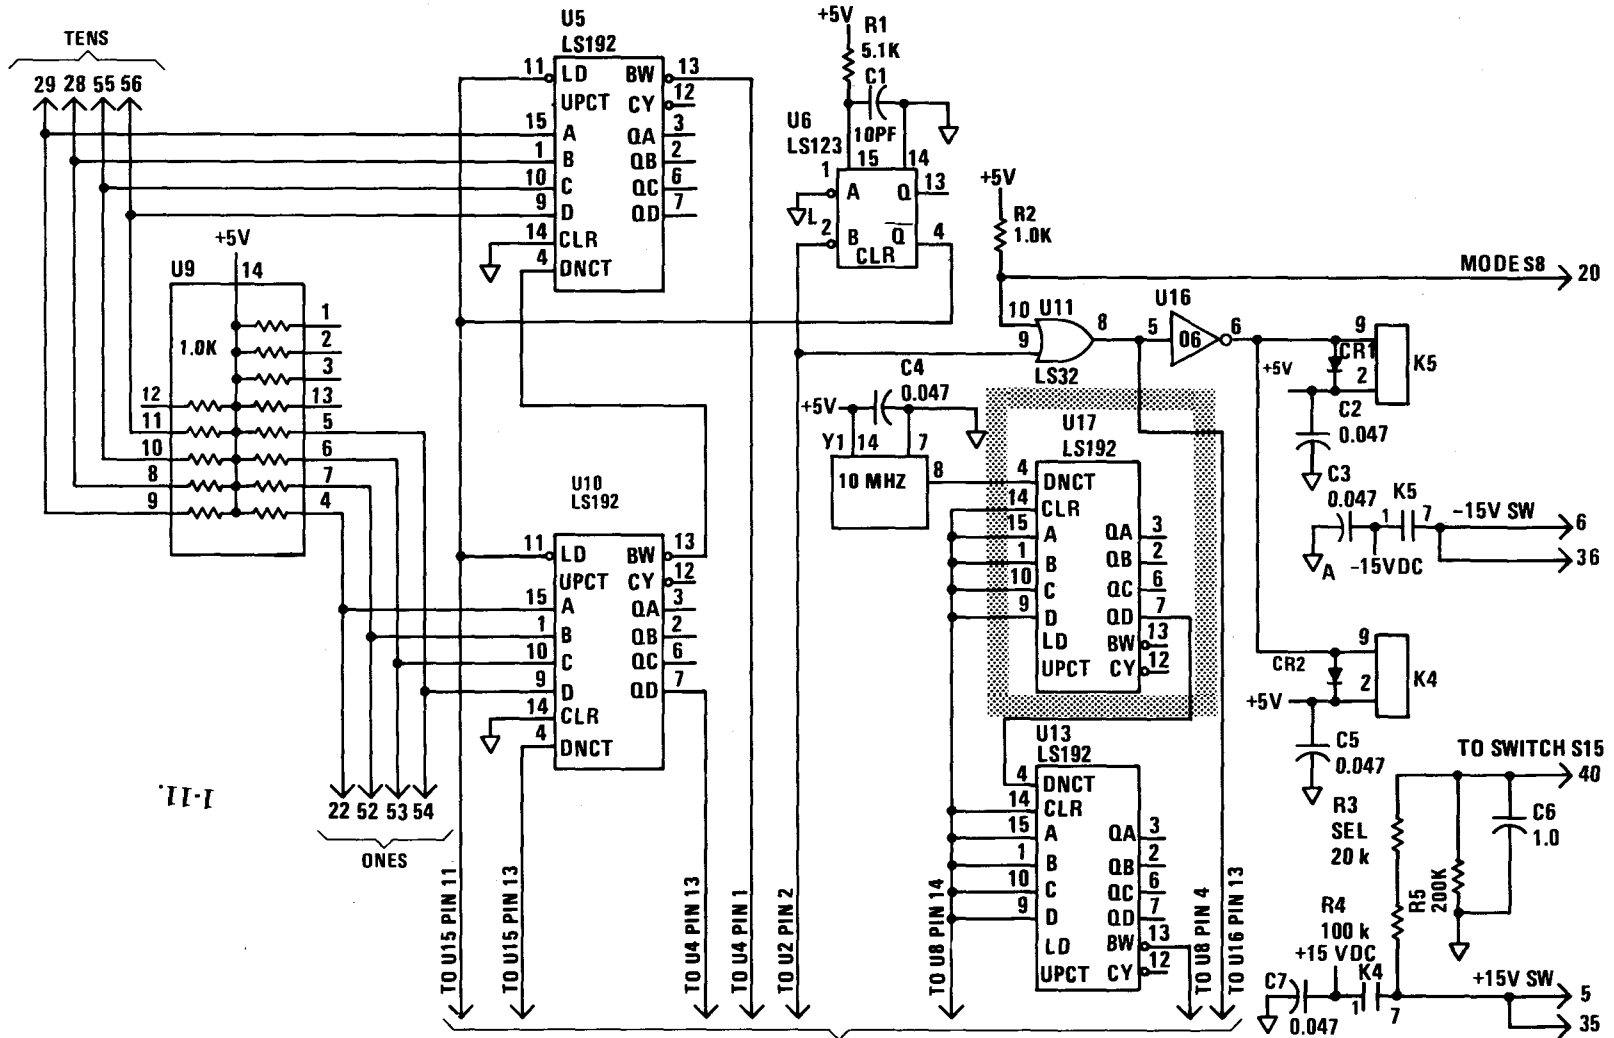 TENS
29 28 55 56
U5
LS192
11 LD BW 13
UPCT CY 12
15 A QA 3
1 B QB 2
10 C QC 6
9 D QD 7
14 CLR
4 DNCT
+5V
R1
5.1K
C1
10PF
U6
LS123
15 14
1 A Q 13
L
2 B Q 4
CLR
+5V
R2
1.0K
MODE S8 20
+5V
U9 14
1.0K
1
2
3
12 13
11 5
10 6
8 7
9 4
10 U11 8
9
LS32
U16
5 06 6
9
CR1
+5V 2
K5
C2
0.047
C4
0.047
+5V
Y1 14 7
10 MHZ 8
U17
LS192
4 DNCT
14 CLR
15 A QA 3
1 B QB 2
10 C QC 6
9 D QD 7
LD BW 13
UPCT CY 12
C3
0.047
K5
1 7
-15V SW 6
36
A
-15VDC
U10
LS192
11 LD BW 13
UPCT CY 12
15 A QA 3
1 B QB 2
10 C QC 6
9 D QD 7
14 CLR
4 DNCT
9
CR2
2
K4
+5V
C5
0.047
U13
LS192
4 DNCT
14 CLR
15 A QA 3
1 B QB 2
10 C QC 6
9 D QD 7
LD BW 13
UPCT CY 12
TO SWITCH S15
40
R3
SEL
20 k
C6
1.0
R5
200K
R4
100 k
+15 VDC
K4
C7
0.047
1 7
+15V SW
5
35
1-11.
22 52 53 54
ONES
TO U15 PIN 11
TO U15 PIN 13
TO U4 PIN 13
TO U4 PIN 1
TO U2 PIN 2
TO U8 PIN 14
TO U8 PIN 4
TO U16 PIN 13